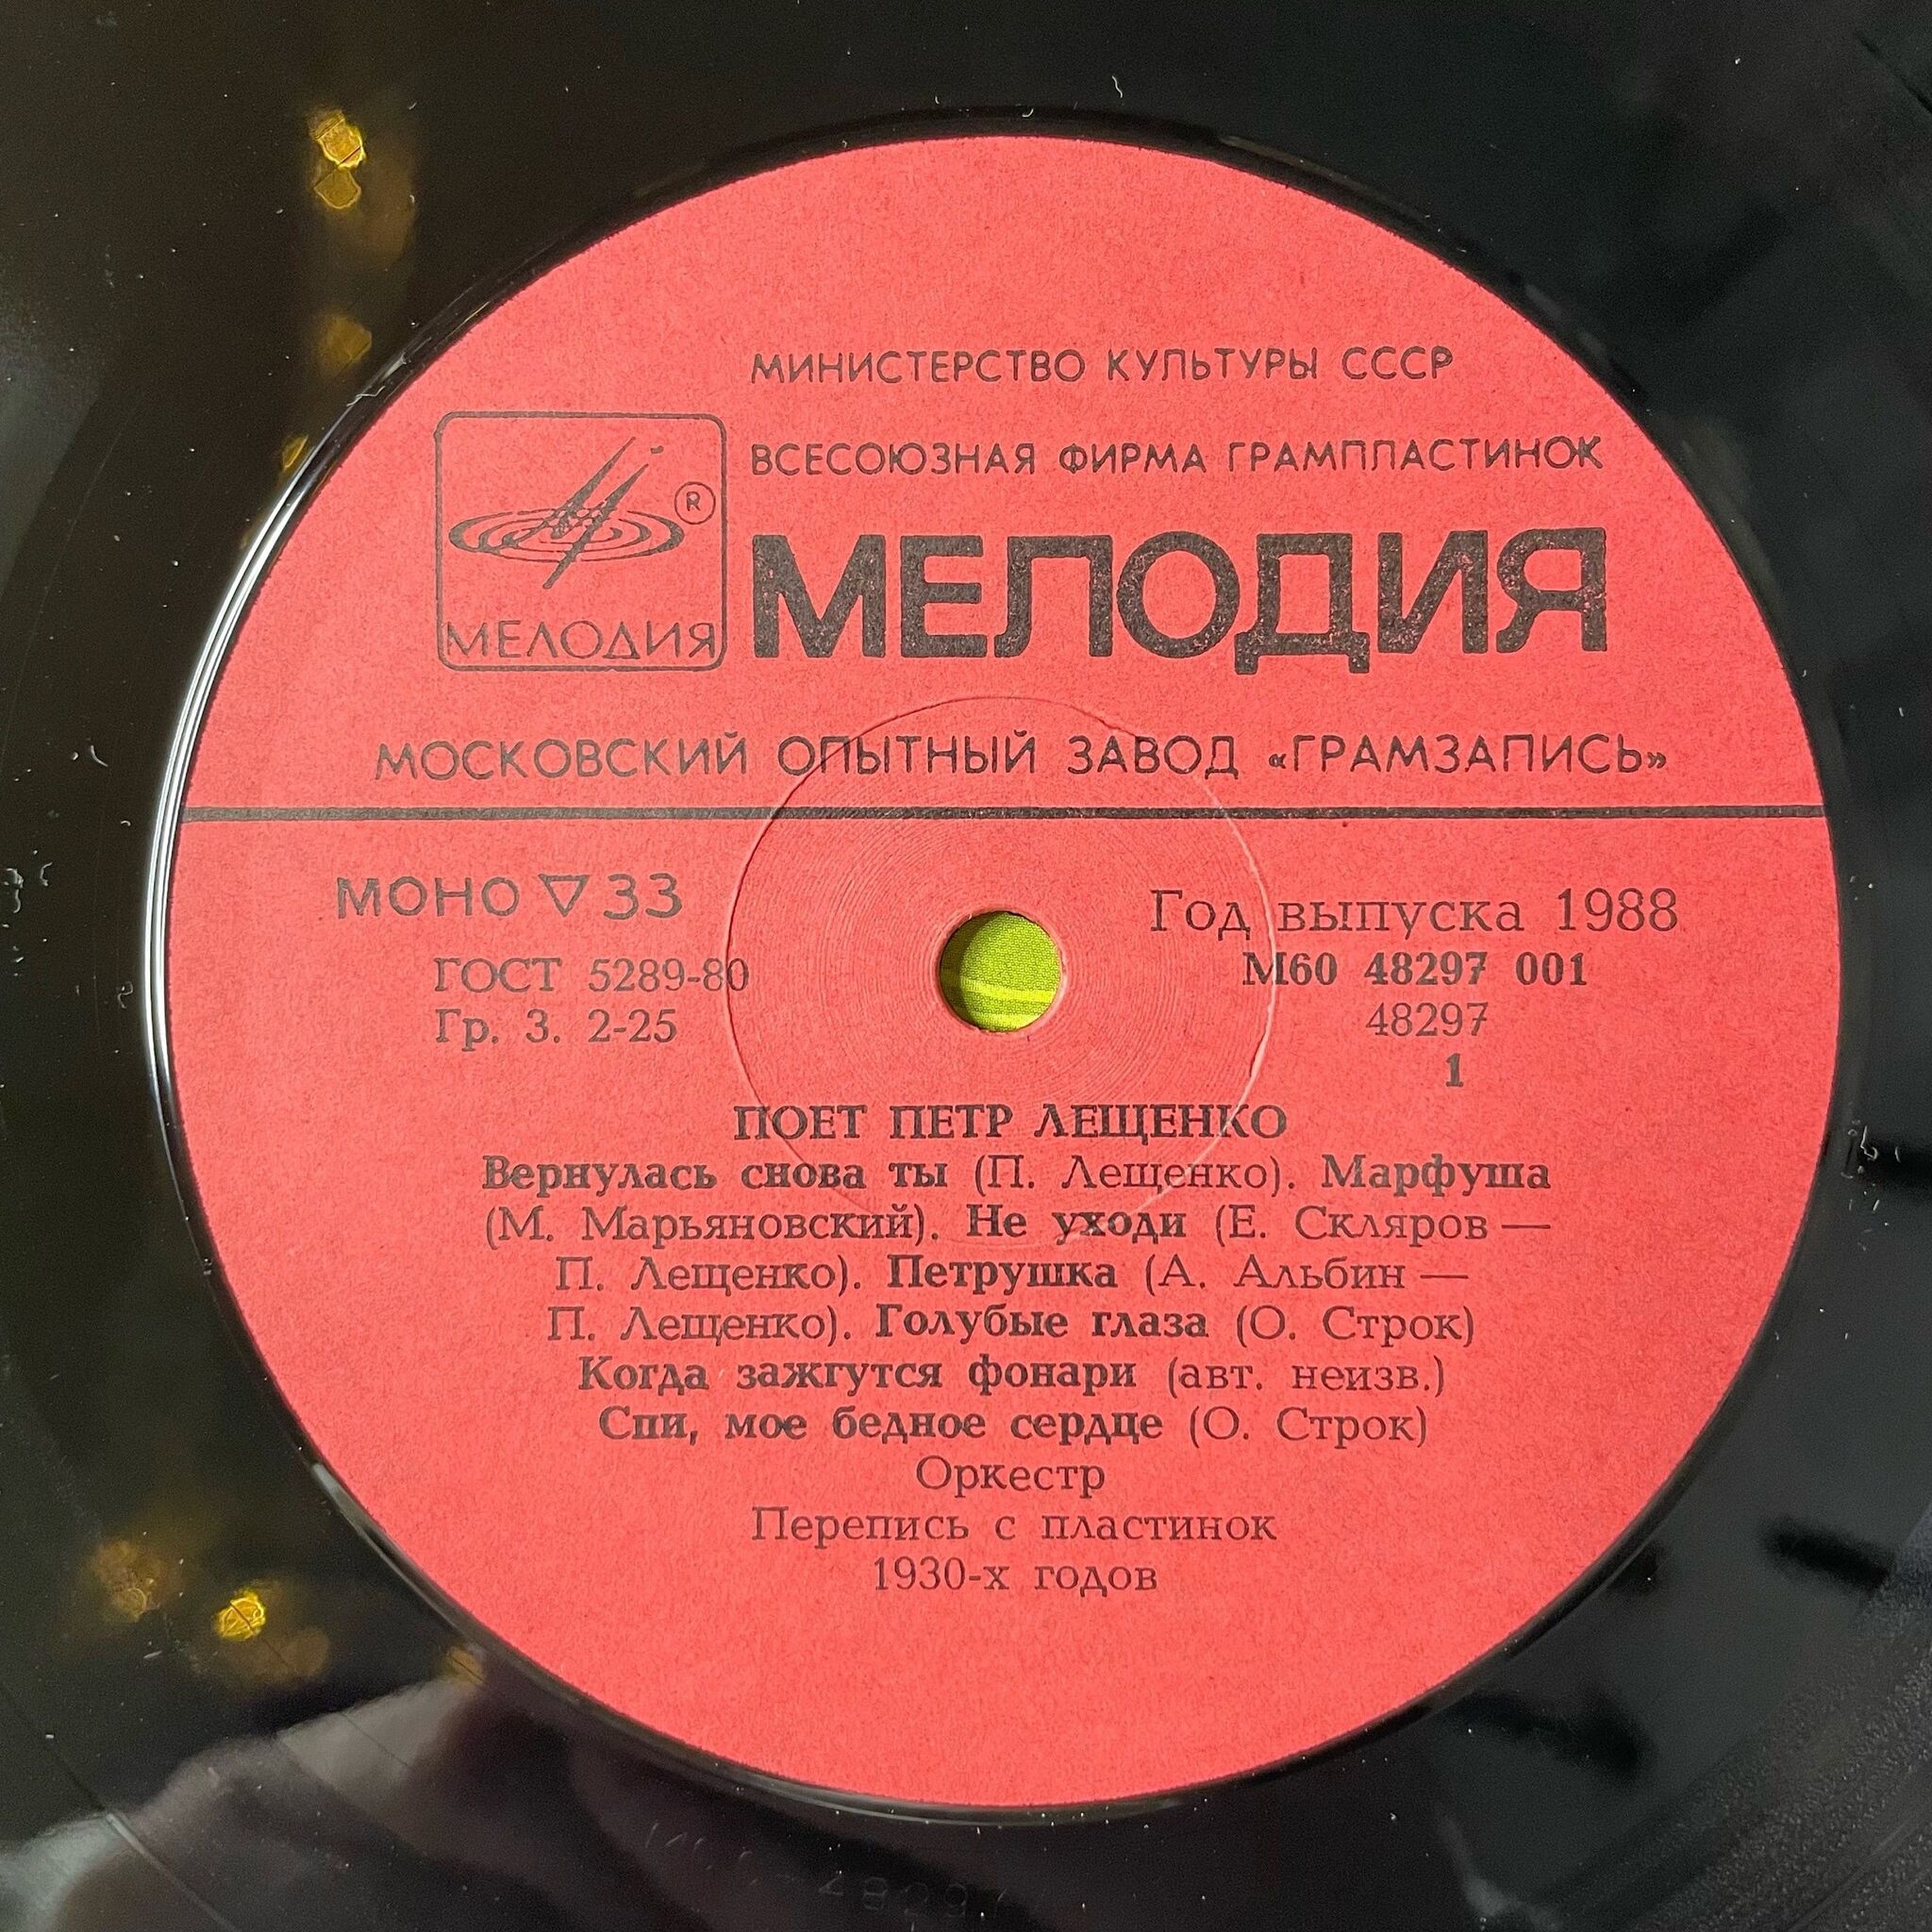 МИНИСТЕРСТВО КУЛЬТУРЫ СССР
ВСЕСОЮЗНАЯ ФИРМА ГРАМПЛАСТИНОК
®
МЕЛОДИЯ
МЕЛОДИЯ
МОСКОВСКИЙ ОПЫТНЫЙ ЗАВОД «ГРАМЗАПИСЬ»
МОНО ▽ 33
Год выпуска 1988
ГОСТ 5289-80
М60 48297 001
Гр. 3. 2-25
48297
1
ПОЕТ ПЕТР ЛЕЩЕНКО
Вернулась снова ты (П. Лещенко). Марфуша
(М. Марьяновский). Не уходи (Е. Скляров —
П. Лещенко). Петрушка (А. Альбин —
П. Лещенко). Голубые глаза (О. Строк)
Когда зажгутся фонари (авт. неизв.)
Спи, мое бедное сердце (О. Строк)
Оркестр
Перепись с пластинок
1930-х годов